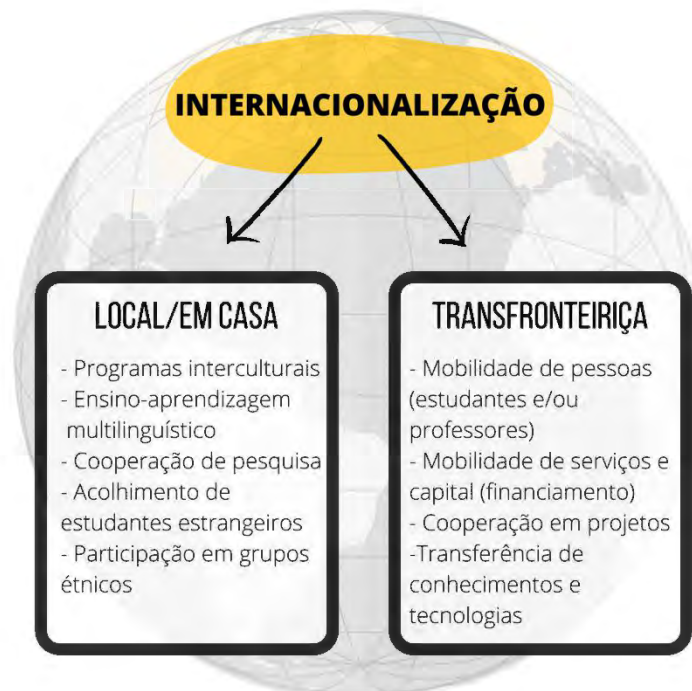 INTERNACIONALIZAÇÃO
LOCAL/EM CASA
- Programas interculturais
- Ensino-aprendizagem
multilinguístico
- Cooperação de pesquisa
- Acolhimento de
estudantes estrangeiros
- Participação em grupos
étnicos
TRANSFRONTEIRIÇA
- Mobilidade de pessoas
(estudantes e/ou
professores)
- Mobilidade de serviços e
capital (financiamento)
- Cooperação em projetos
-Transferência de
conhecimentos e
tecnologias